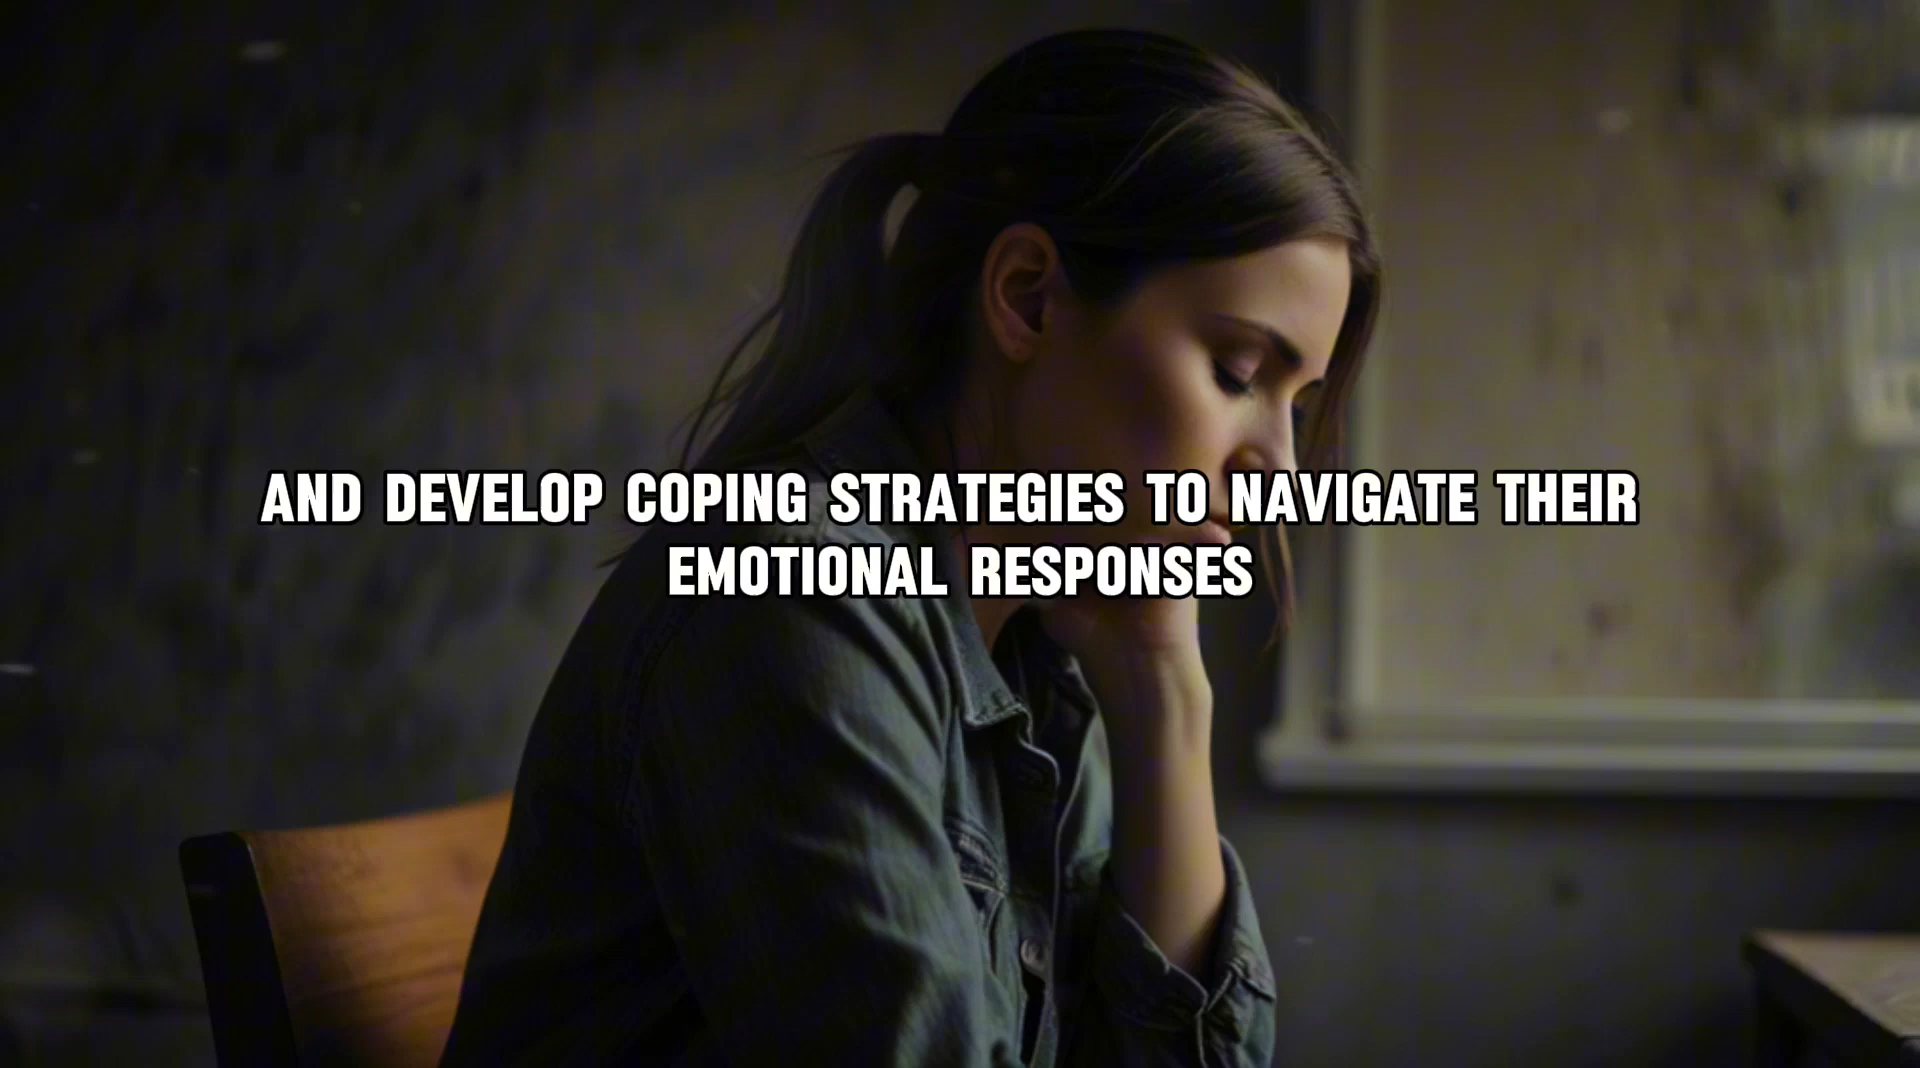 AND DEVELOP COPING STRATEGIES TO NAVIGATE THEIR
EMOTIONAL RESPONSES